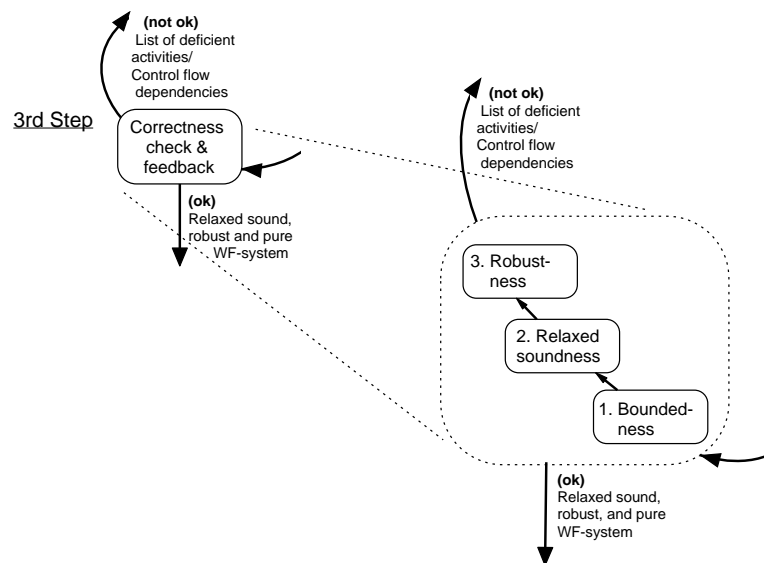 (not ok)
List of deficient
activities/
Control flow
dependencies
3rd Step
Correctness
check &
feedback
(ok)
Relaxed sound,
robust and pure
WF-system
(not ok)
List of deficient
activities/
Control flow
dependencies
3. Robust-
ness
2. Relaxed
soundness
1. Bounded-
ness
(ok)
Relaxed sound,
robust, and pure
WF-system